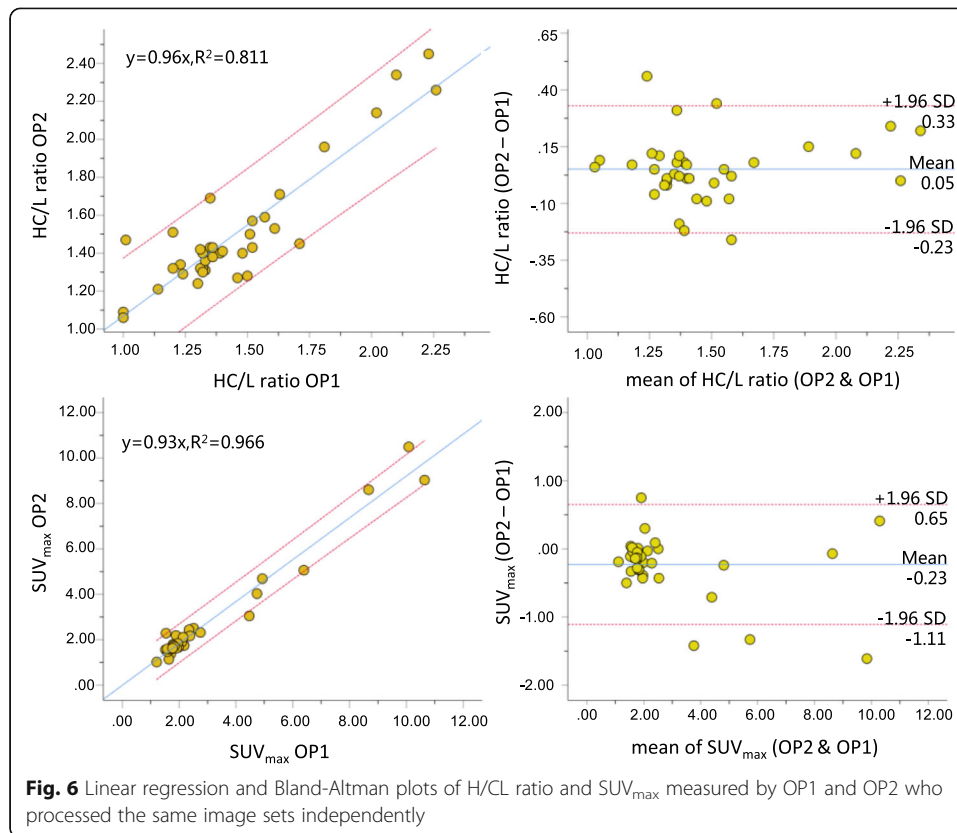 y=0.96x,R²=0.811
HC/L ratio OP2
2.40
2.20
2.00
1.80
1.60
1.40
1.20
1.00
1.00 1.25 1.50 1.75 2.00 2.25
HC/L ratio OP1
HC/L ratio (OP2 – OP1)
.65
.40
.15
-.10
-.35
-.60
+1.96 SD
0.33
Mean
0.05
-1.96 SD
-0.23
1.00 1.25 1.50 1.75 2.00 2.25
mean of HC/L ratio (OP2 & OP1)
y=0.93x,R²=0.966
SUVmax OP2
12.00
10.00
8.00
6.00
4.00
2.00
.00
.00 2.00 4.00 6.00 8.00 10.00 12.00
SUVmax OP1
SUVmax (OP2 – OP1)
2.00
1.00
.00
-1.00
-2.00
+1.96 SD
0.65
Mean
-0.23
-1.96 SD
-1.11
.00 2.00 4.00 6.00 8.00 10.00 12.00
mean of SUVmax (OP2 & OP1)
Fig. 6 Linear regression and Bland-Altman plots of H/CL ratio and SUVmax measured by OP1 and OP2 who
processed the same image sets independently